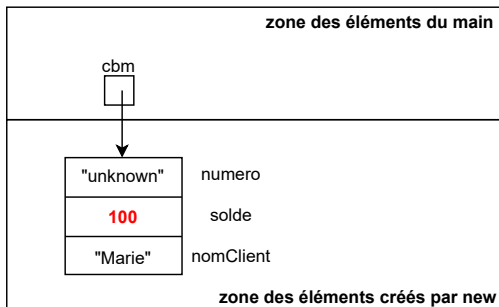 zone des éléments du main
cbm
"unknown" numero
100 solde
"Marie" nomClient
zone des éléments créés par new